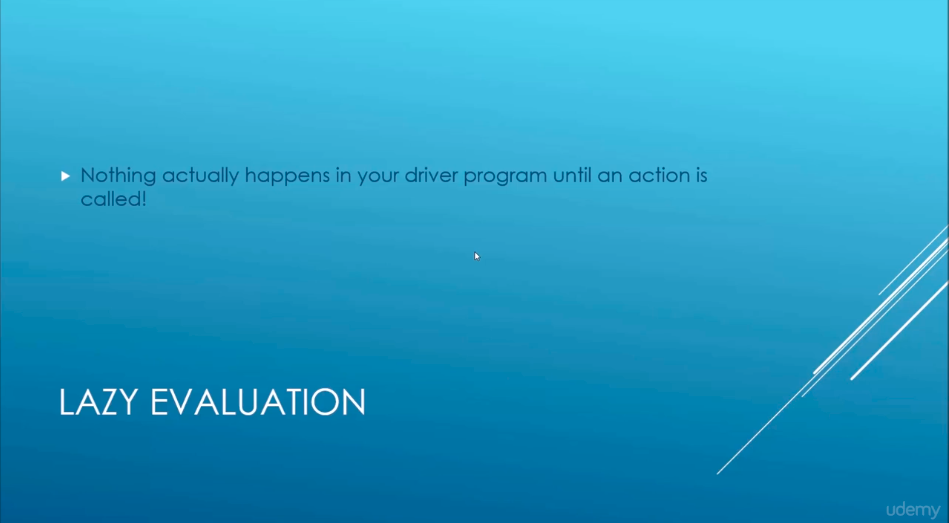 Nothing actually happens in your driver program until an action is
called!
LAZY EVALUATION
udemy